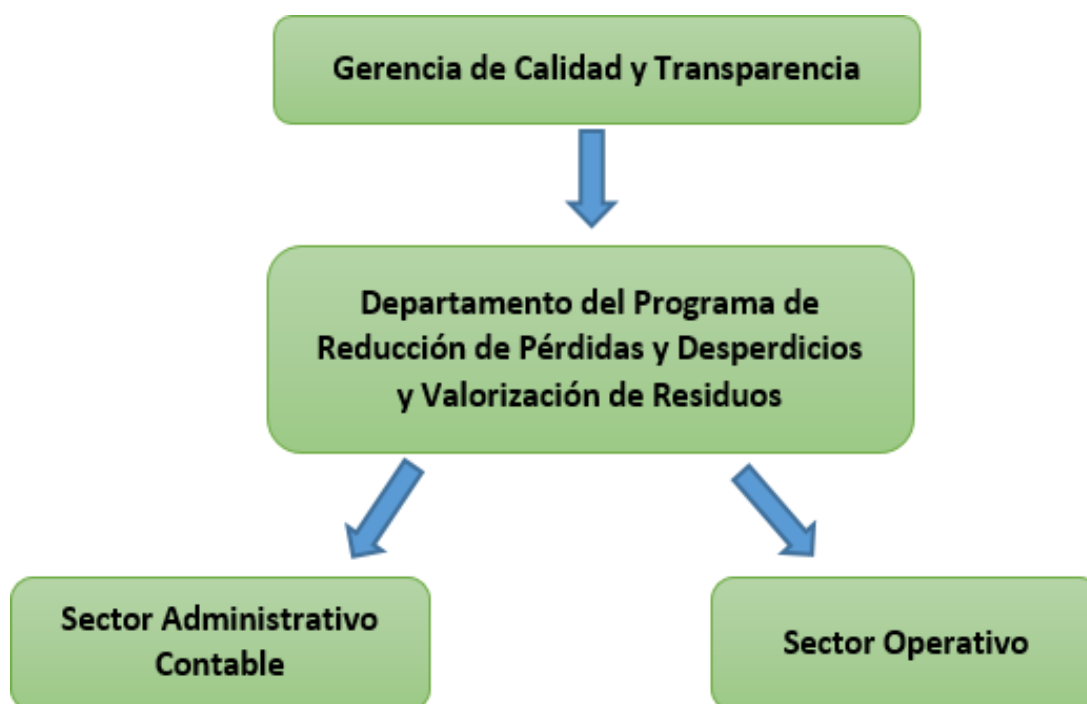 Gerencia de Calidad y Transparencia
Departamento del Programa de
Reducción de Pérdidas y Desperdicios
y Valorización de Residuos
Sector Administrativo
Contable
Sector Operativo